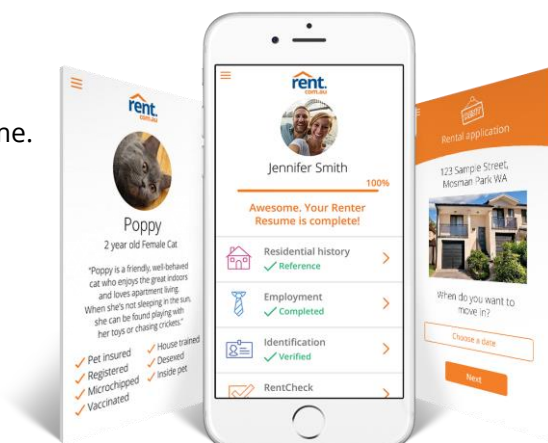 ne.
rent.
.com.au
Poppy
2 year old Female Cat
"Poppy is a friendly, well-behaved
cat who enjoys the great indoors
and loves apartment living.
When she's not sleeping in the sun,
she can be found playing with
her toys or chasing crickets."
Pet insured
Registered
Microchipped
Vaccinated
House trained
Desexed
Inside pet
rent.
.com.au
Jennifer Smith
100%
Awesome. Your Renter
Resume is complete!
Residential history
Reference
Employment
Completed
Identification
Verified
RentCheck
Rental application
123 Sample Street,
Mosman Park WA
When do you want to
move in?
Choose a date
Next